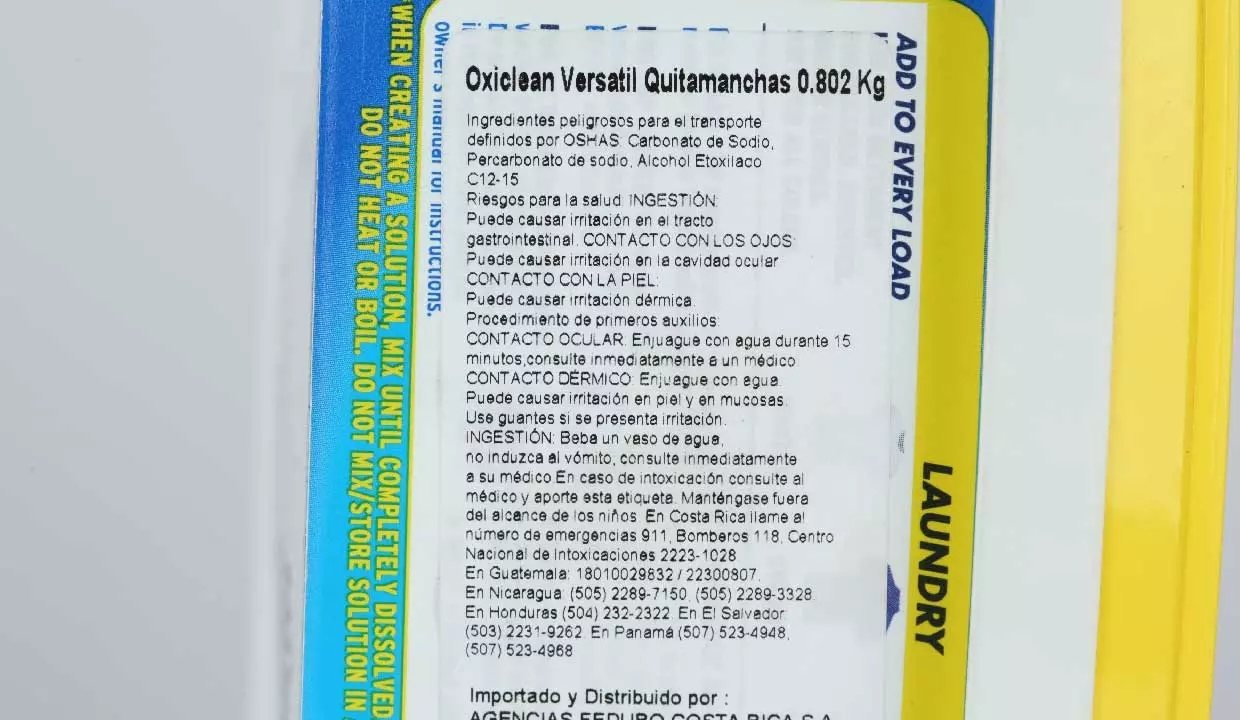 Oxiclean Versatil Quitamanchas 0.802 Kg
Ingredientes peligrosos para el transporte
definidos por OSHAS: Carbonato de Sodio,
Percarbonato de sodio, Alcohol Etoxilaco
C12-15
Riesgos para la salud: INGESTIÓN:
Puede causar irritación en el tracto
gastrointestinal. CONTACTO CON LOS OJOS:
Puede causar irritación en la cavidad ocular
CONTACTO CON LA PIEL:
Puede causar irritación dérmica.
Procedimiento de primeros auxilios:
CONTACTO OCULAR: Enjuague con agua durante 15
minutos,consulte inmediatamente a un médico
CONTACTO DÉRMICO: Enjuague con agua.
Puede causar irritación en piel y en mucosas.
Use guantes si se presenta irritación.
INGESTIÓN: Beba un vaso de agua,
no induzca al vómito, consulte inmediatamente
a su médico.En caso de intoxicación consulte al
médico y aporte esta etiqueta. Manténgase fuera
del alcance de los niños. En Costa Rica llame al
número de emergencias 911, Bomberos 118, Centro
Nacional de Intoxicaciones 2223-1028
En Guatemala: 18010029832 / 22300807.
En Nicaragua: (505) 2289-7150, (505) 2289-3328.
En Honduras (504) 232-2322. En El Salvador:
(503) 2231-9262. En Panamá (507) 523-4948,
(507) 523-4968
Importado y Distribuido por :
AGENCIAS FEDURO COSTA RICA S.A
ADD TO EVERY LOAD
LAUNDRY
owner's manual for instructions.
WHEN CREATING A SOLUTION, MIX UNTIL COMPLETELY DISSOLVED
DO NOT HEAT OR BOIL. DO NOT MIX/STORE SOLUTION IN